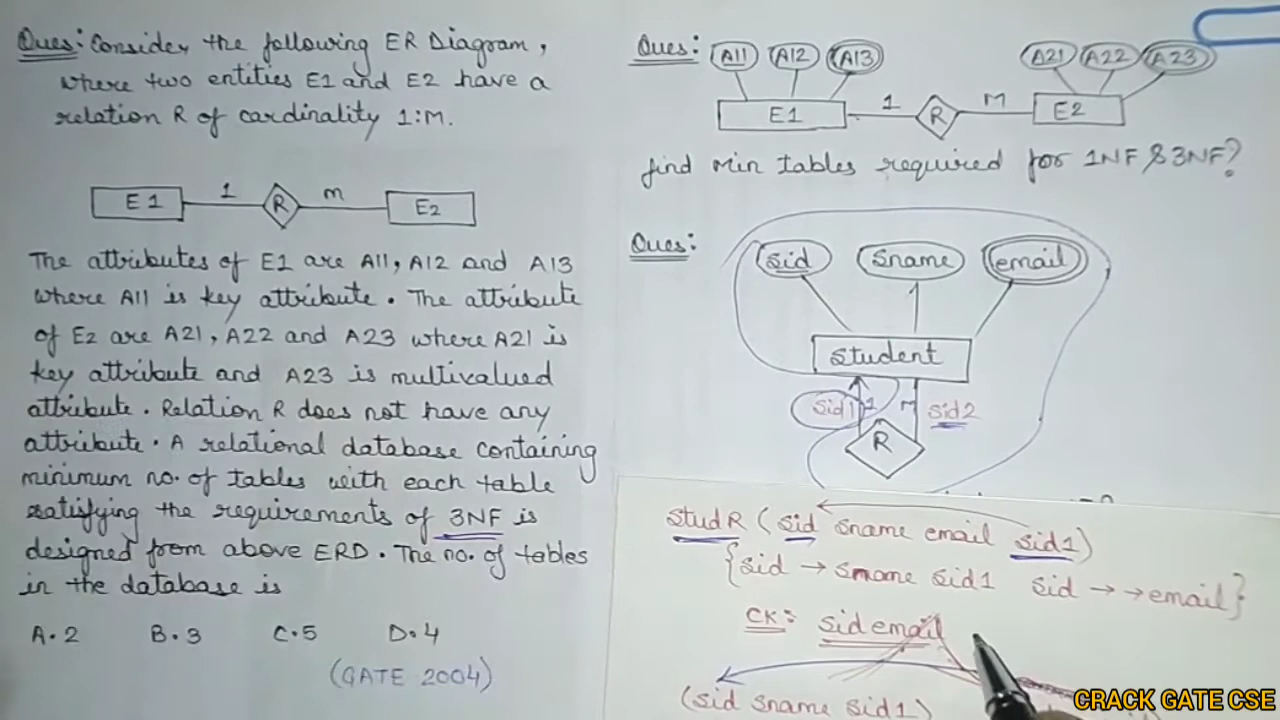 Ques: Consider the following ER Diagram,
where two entities E1 and E2 have a
relation R of cardinality 1:M.
E1 1 R m E2
The attributes of E1 are A11, A12 and A13
where A11 is key attribute. The attribute
of E2 are A21, A22 and A23 where A21 is
key attribute and A23 is multivalued
attribute. Relation R does not have any
attribute. A relational database containing
minimum no. of tables with each table
satisfying the requirements of 3NF is
designed from above ERD. The no. of tables
in the database is
A. 2 B. 3 C. 5 D. 4
(GATE 2004)
Ques: A11 A12 A13 A21 A22 A23
E1 1 R M E2
find Min tables required for 1NF & 3NF?
Ques:
sid Sname email
Student
sid1 1 M sid2
R
StudR (sid sname email sid1)
{sid → sname sid1 sid → → email}
CK: sid email
(sid sname sid1)
CRACK GATE CSE